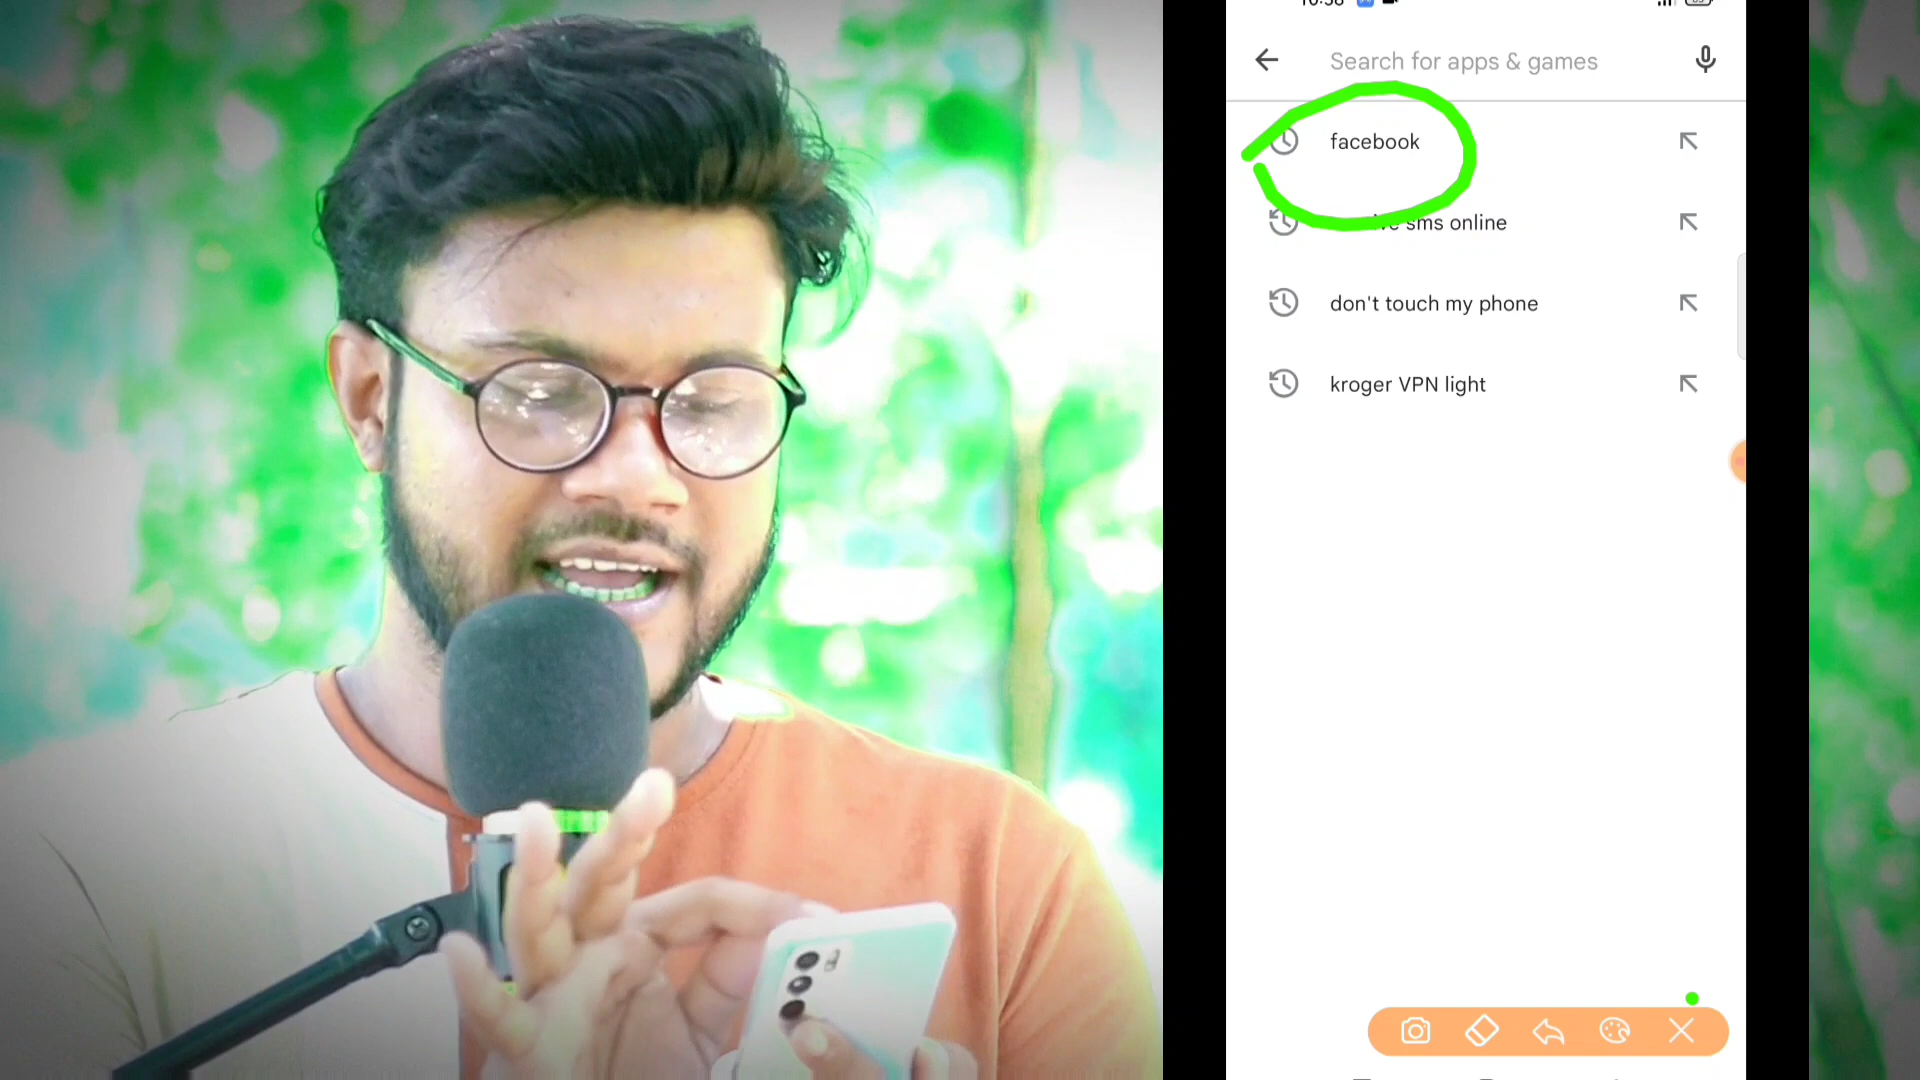 Search for apps & games
facebook
sms online
don't touch my phone
kroger VPN light